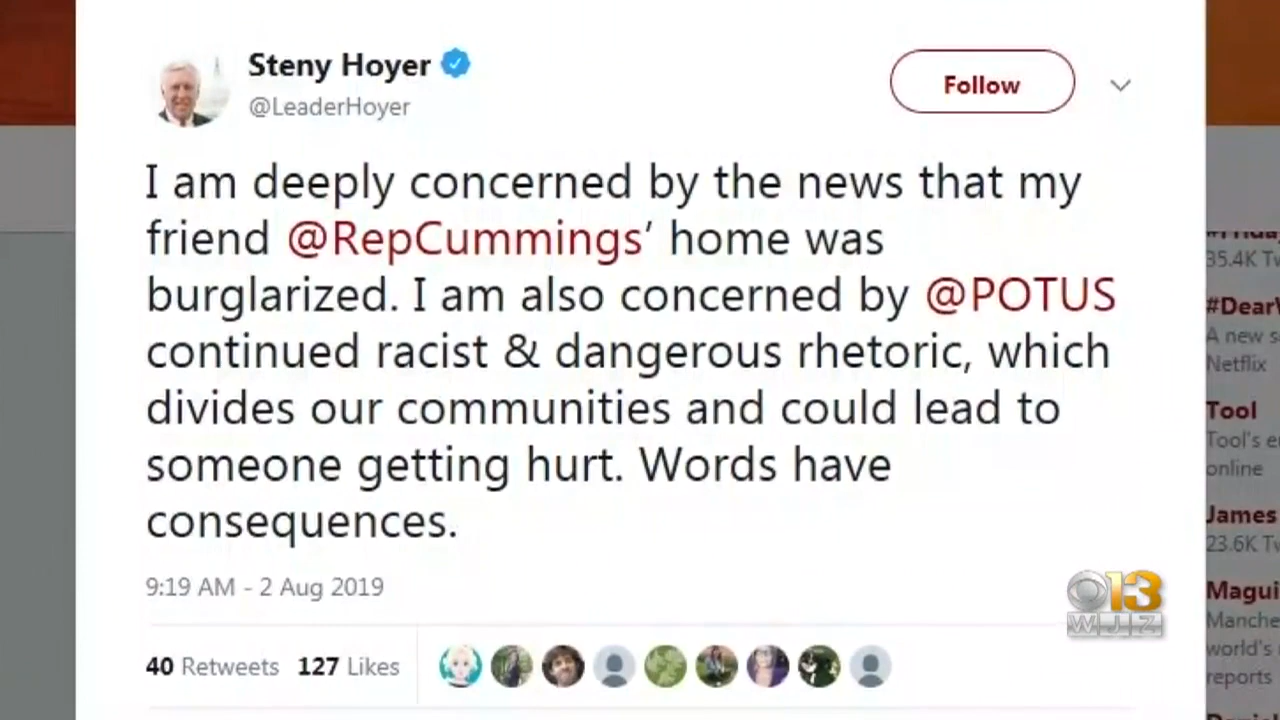 Steny Hoyer
@LeaderHoyer
Follow
I am deeply concerned by the news that my
friend @RepCummings’ home was
burglarized. I am also concerned by @POTUS
continued racist & dangerous rhetoric, which
divides our communities and could lead to
someone getting hurt. Words have
consequences.
9:19 AM - 2 Aug 2019
40 Retweets 127 Likes
13
WJZ
35.4K
A new
Netflix
Tool
Tool's
online
James
23.6K
world's
reports